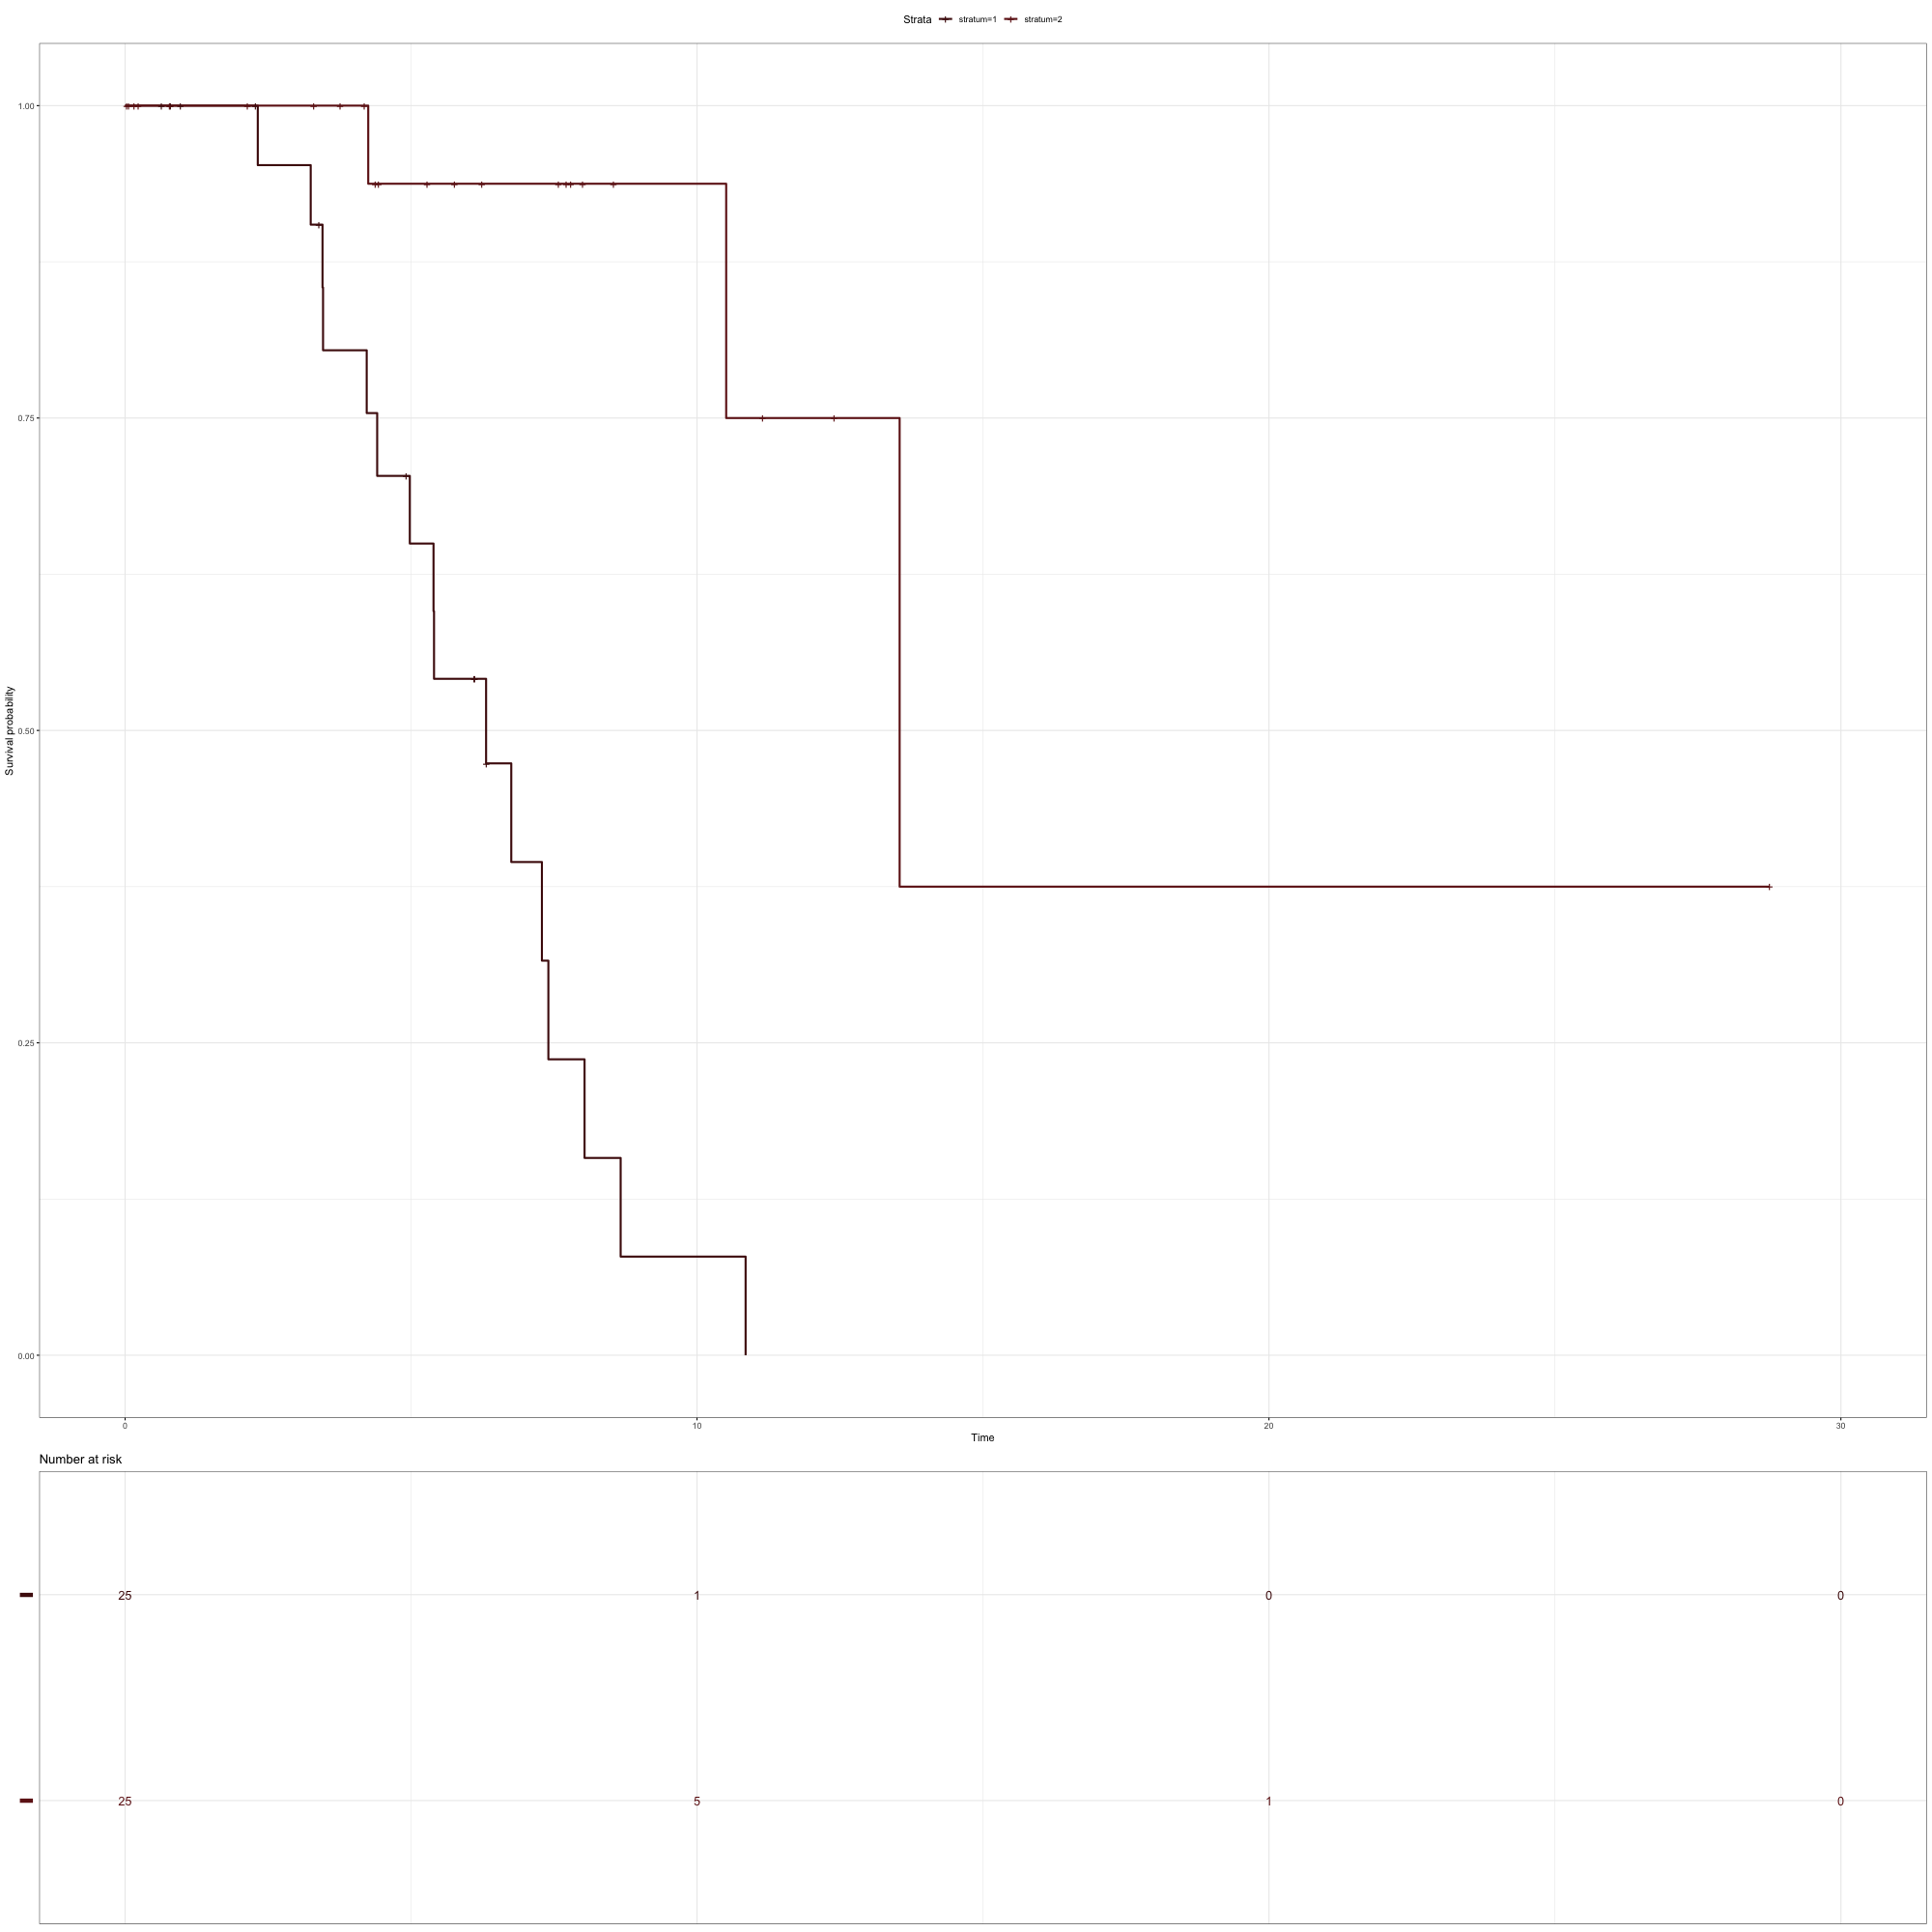 Strata stratum=1 stratum=2
1.00
0.75
0.50
0.25
0.00
Survival probability
0 10 20 30
Time
Number at risk
25 1 0 0
25 5 1 0